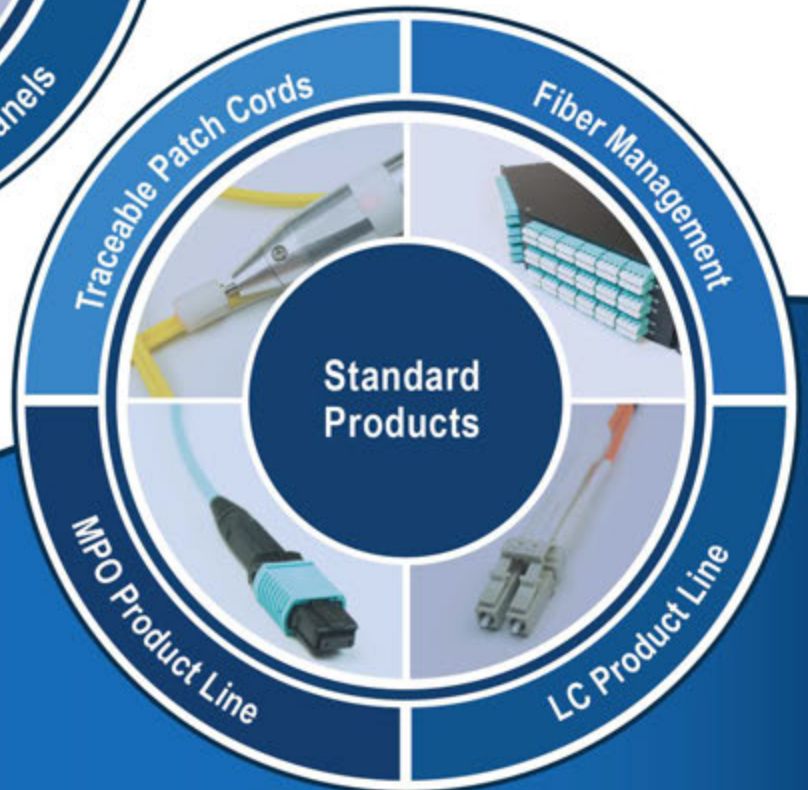 Traceable Patch Cords
Fiber Management
Standard
Products
MPO Product Line
LC Product Line